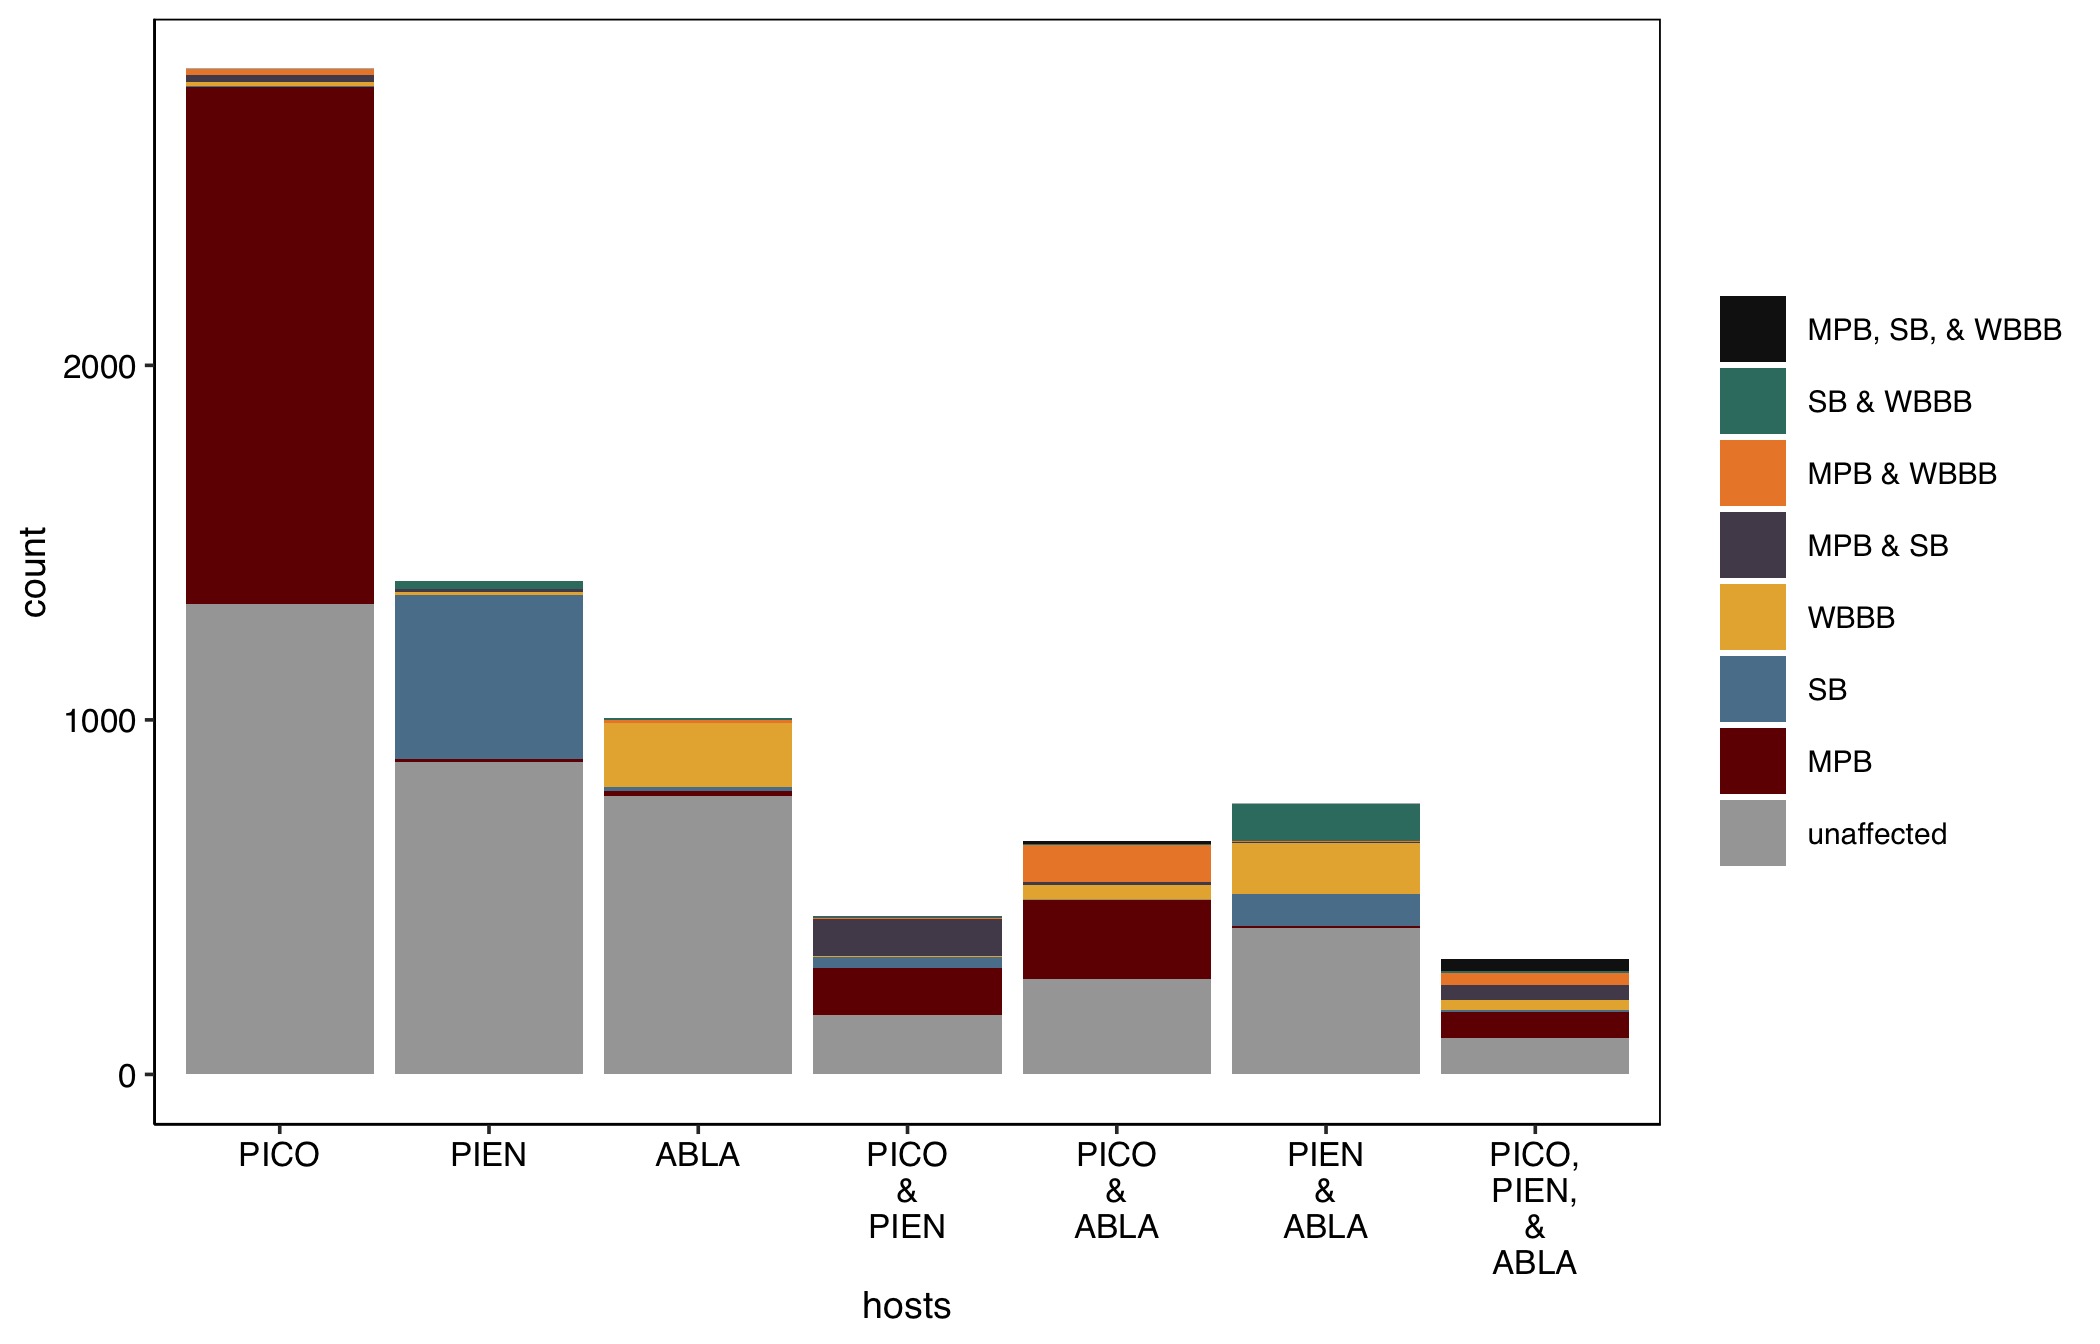 count
2000
1000
0
PICO
PIEN
ABLA
PICO
&
PIEN
PICO
&
ABLA
PIEN
&
ABLA
PICO,
PIEN,
&
ABLA
hosts
MPB, SB, & WBBB
SB & WBBB
MPB & WBBB
MPB & SB
WBBB
SB
MPB
unaffected